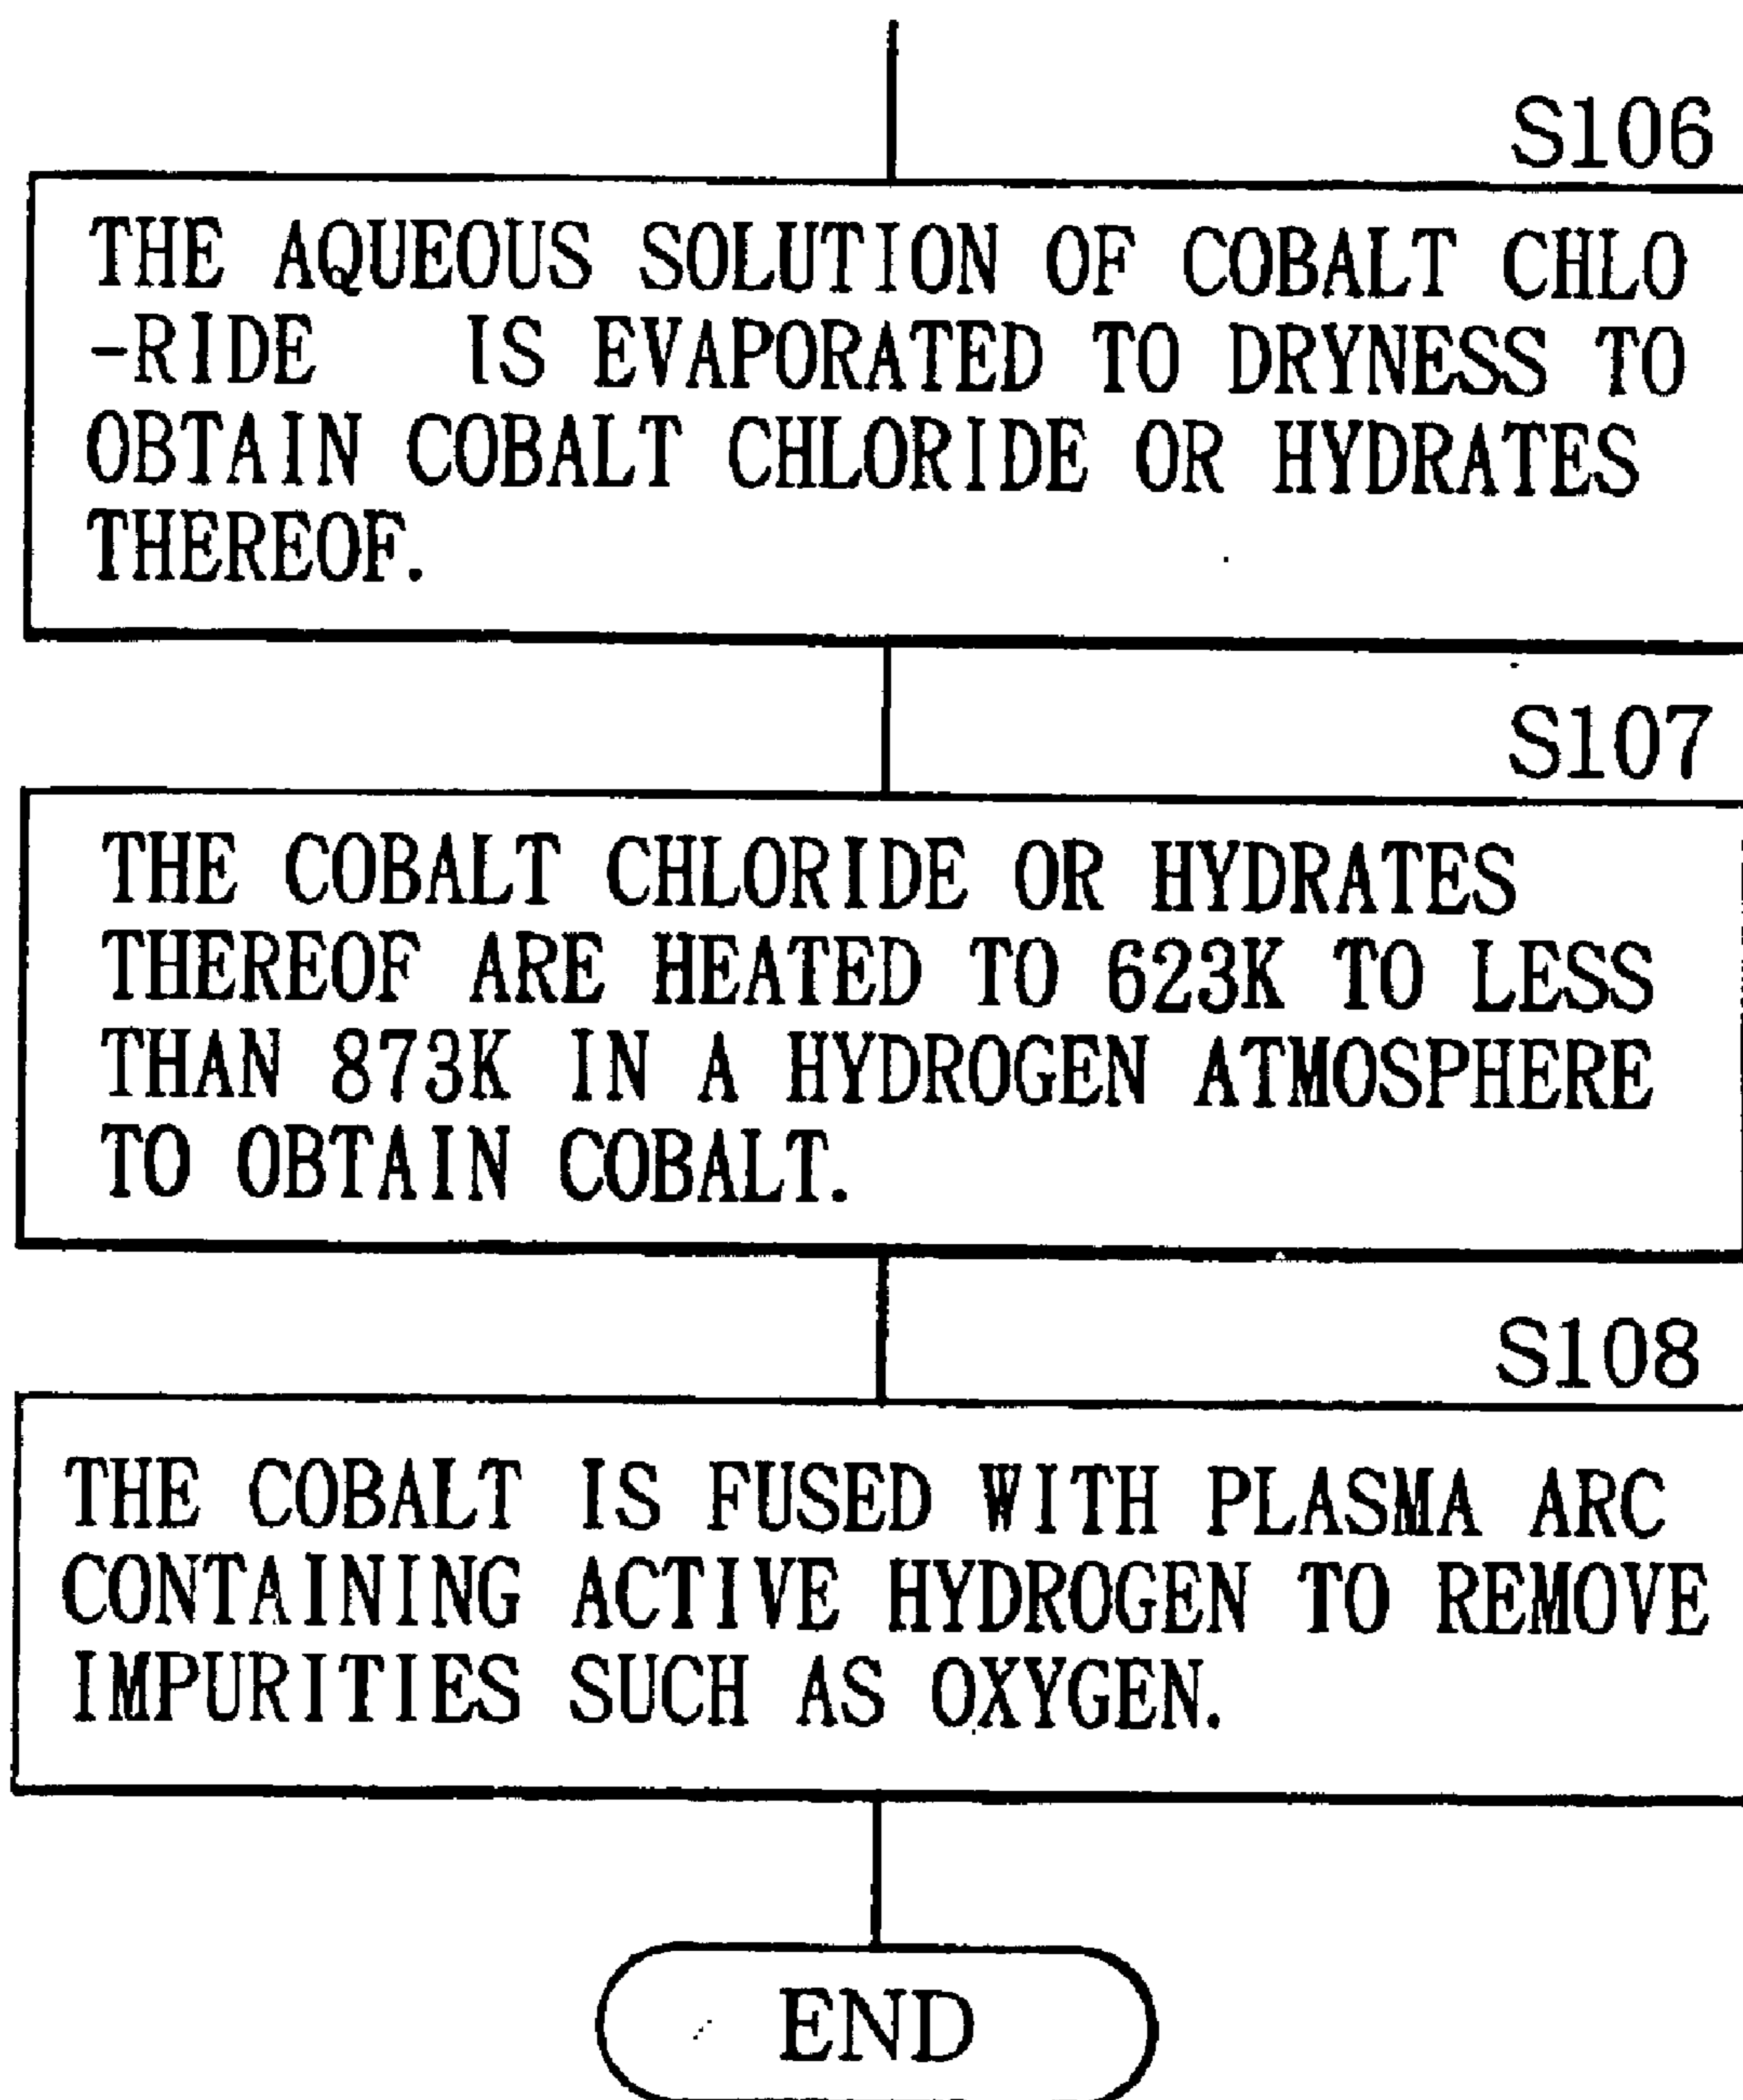 S106
THE AQUEOUS SOLUTION OF COBALT CHLO
-RIDE IS EVAPORATED TO DRYNESS TO
OBTAIN COBALT CHLORIDE OR HYDRATES
THEREOF.
S107
THE COBALT CHLORIDE OR HYDRATES
THEREOF ARE HEATED TO 623K TO LESS
THAN 873K IN A HYDROGEN ATMOSPHERE
TO OBTAIN COBALT.
S108
THE COBALT IS FUSED WITH PLASMA ARC
CONTAINING ACTIVE HYDROGEN TO REMOVE
IMPURITIES SUCH AS OXYGEN.
END